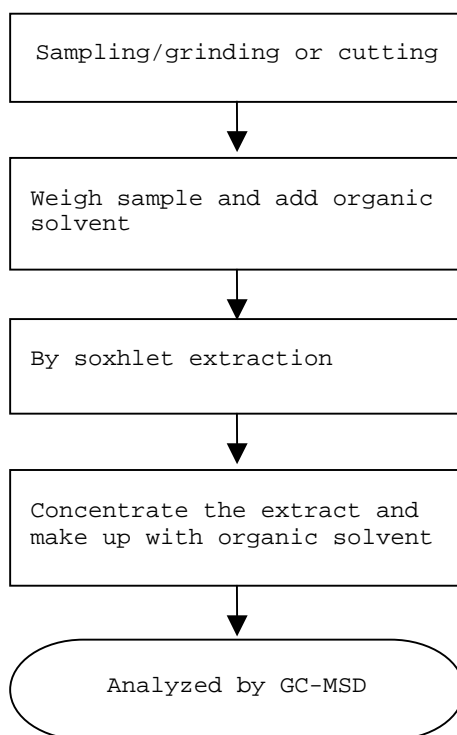 Sampling/grinding or cutting
Weigh sample and add organic
solvent
By soxhlet extraction
Concentrate the extract and
make up with organic solvent
Analyzed by GC-MSD